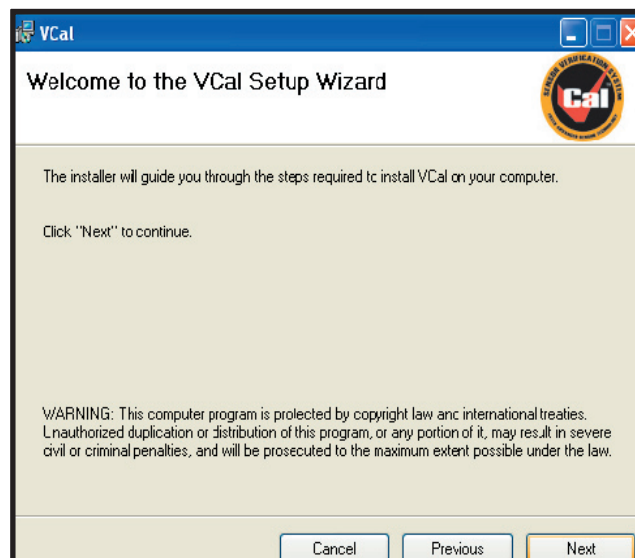 VCal
Welcome to the VCal Setup Wizard
SENSOR VERIFICATION SYSTEM
Cal
The installer will guide you through the steps required to install VCal on your computer.
Click "Next" to continue.
WARNING: This computer program is protected by copyright law and international treaties.
Unauthorized duplication or distribution of this program, or any portion of it, may result in severe
civil or criminal penalties, and will be prosecuted to the maximum extent possible under the law.
Cancel
Previous
Next